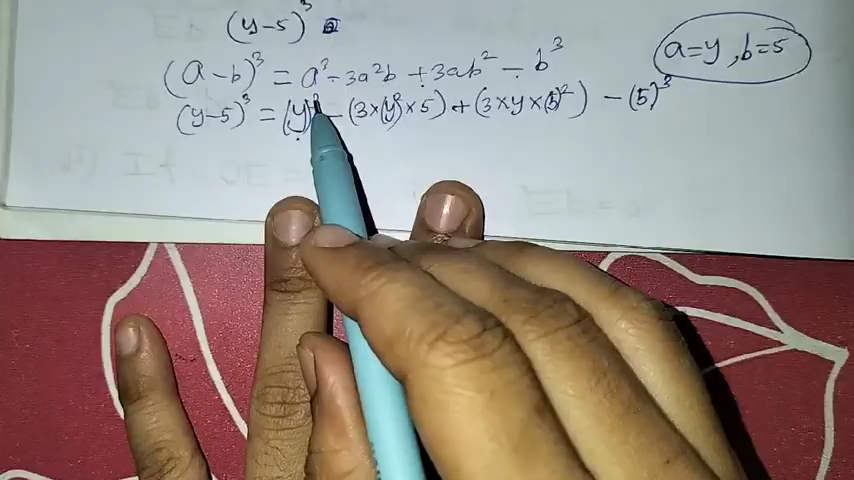 (y-5)³
a=y, b=5
(a-b)³ = a³ - 3a²b + 3ab² - b³
(y-5)³ = (y)³ - (3×(y)²×5) + (3×y×(5)²) - (5)³